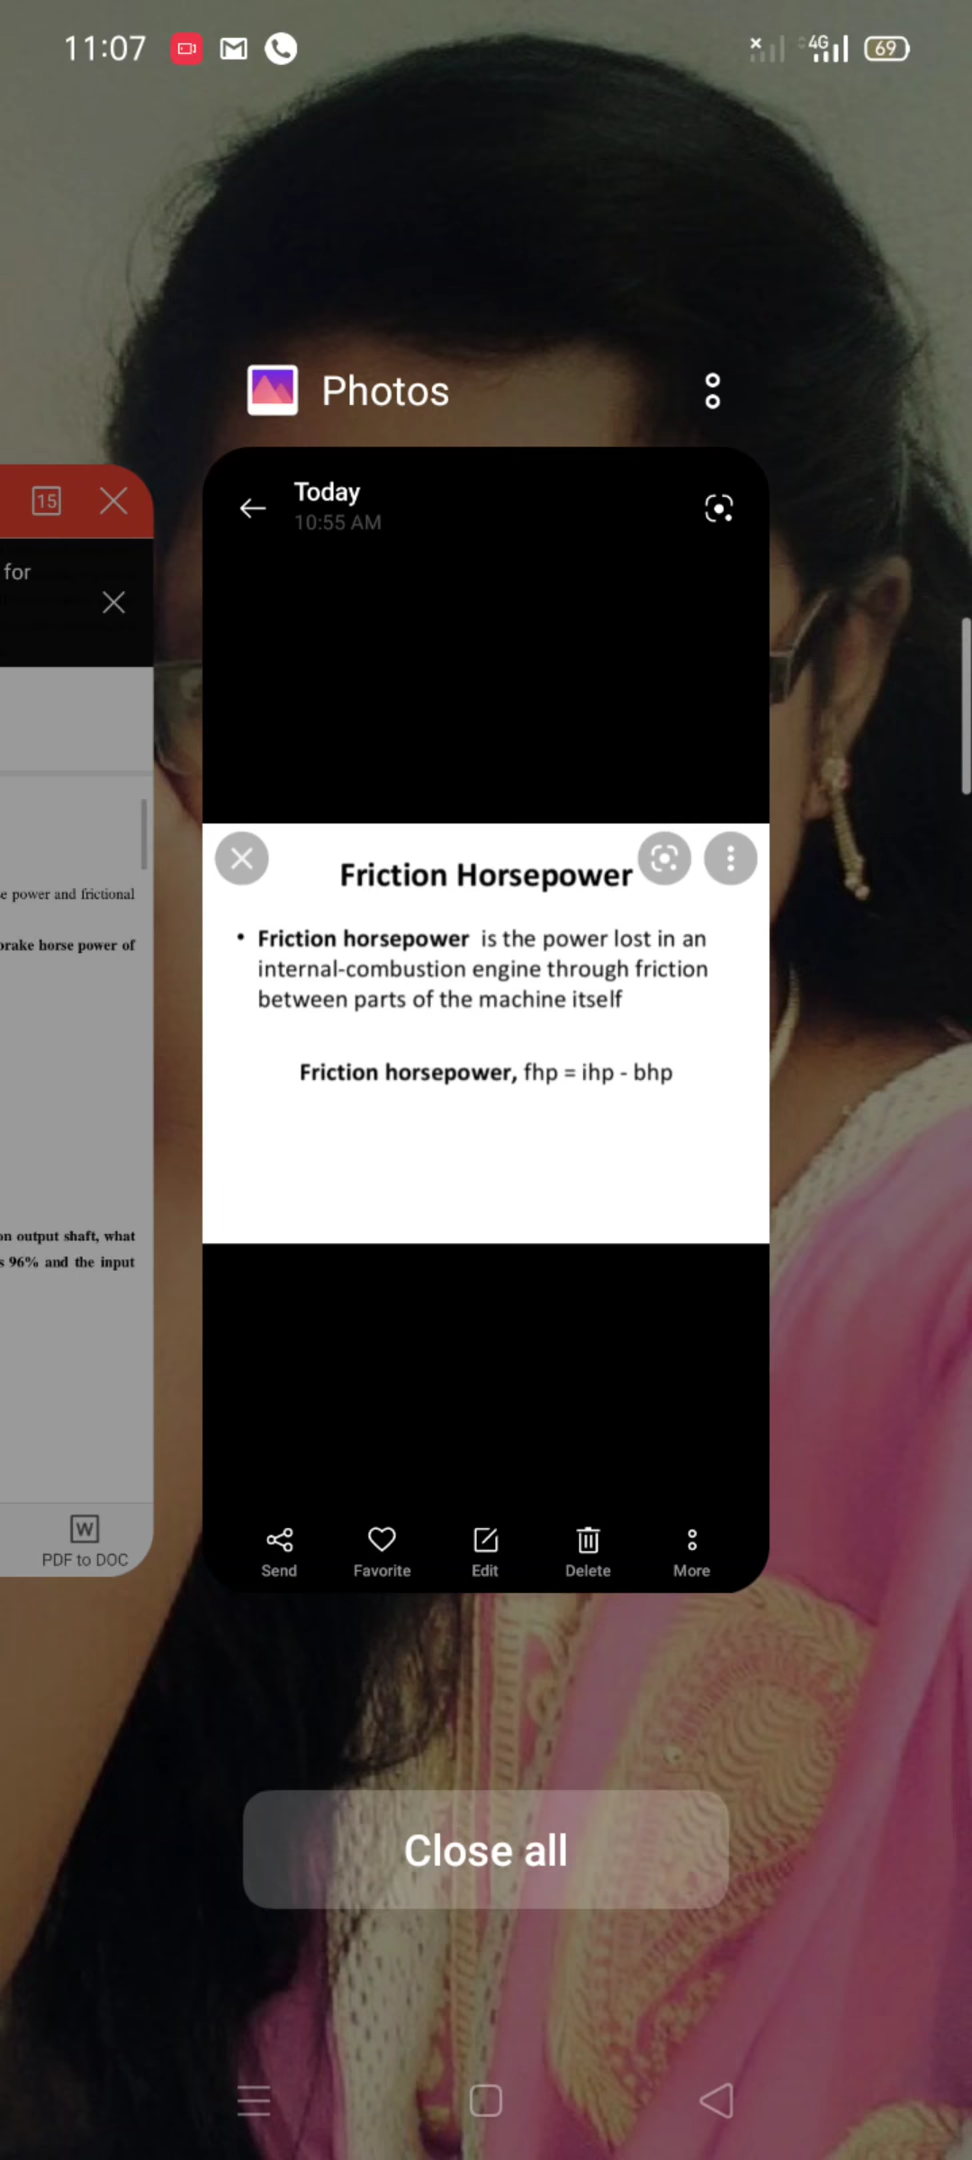 11:07
4G
69
Photos
15
for
Today
10:55 AM
Friction Horsepower
• Friction horsepower is the power lost in an
internal-combustion engine through friction
between parts of the machine itself
Friction horsepower, fhp = ihp - bhp
e power and frictional
brake horse power of
on output shaft, what
s 96% and the input
W
PDF to DOC
Send
Favorite
Edit
Delete
More
Close all